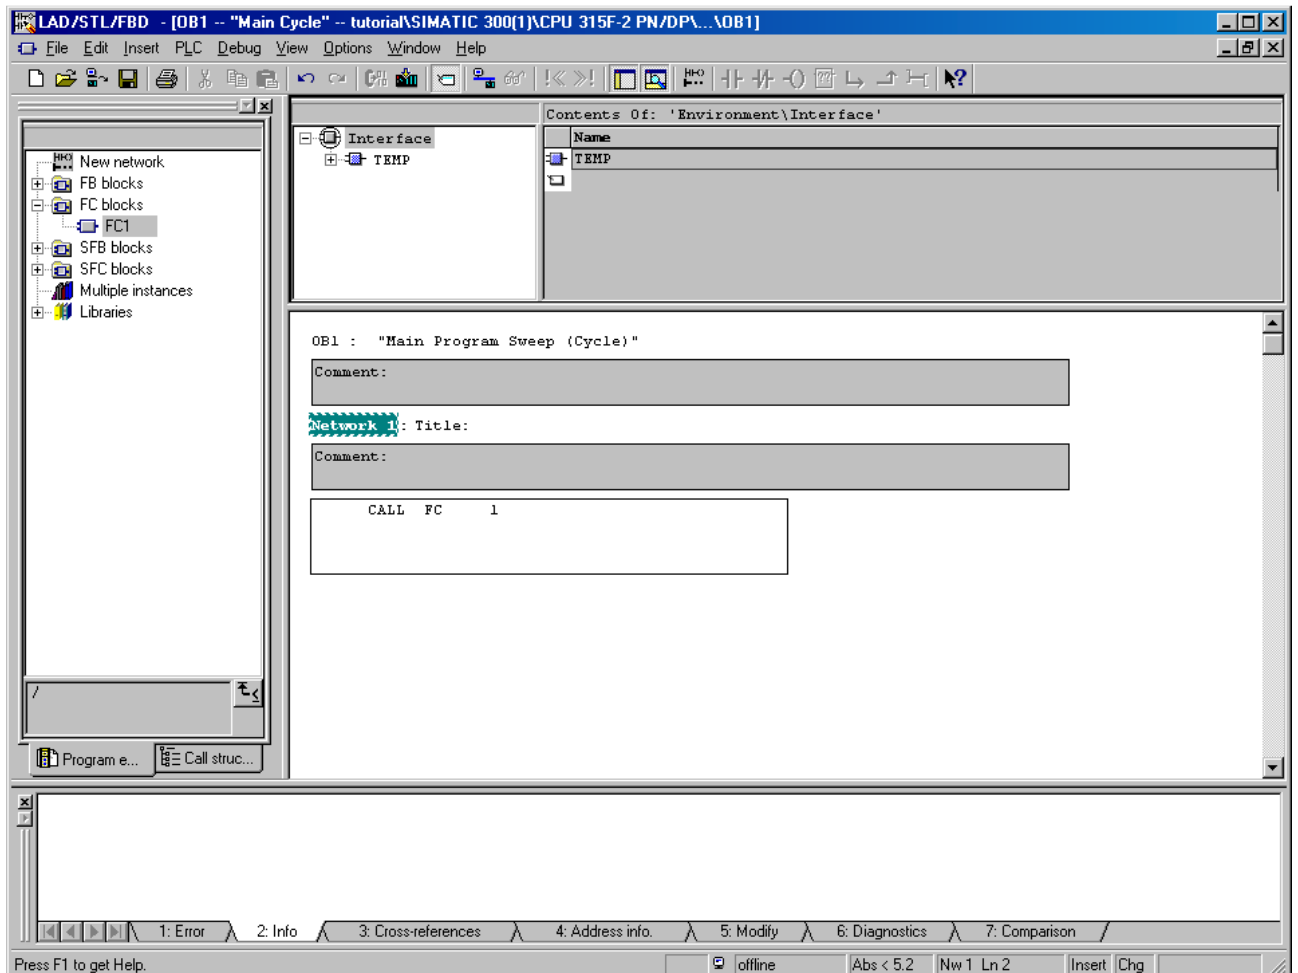 LAD/STL/FBD - [OB1 -- "Main Cycle" -- tutorial\SIMATIC 300(1)\CPU 315F-2 PN/DP\...\OB1]
File Edit Insert PLC Debug View Options Window Help
New network
FB blocks
FC blocks
FC1
SFB blocks
SFC blocks
Multiple instances
Libraries
/
Program e...
Call struc...
Interface
TEMP
Contents Of: 'Environment\Interface'
Name
TEMP
OB1 : "Main Program Sweep (Cycle)"
Comment:
Network 1: Title:
Comment:
CALL FC 1
1: Error 2: Info 3: Cross-references 4: Address info. 5: Modify 6: Diagnostics 7: Comparison
Press F1 to get Help. offline Abs < 5.2 Nw 1 Ln 2 Insert Chg